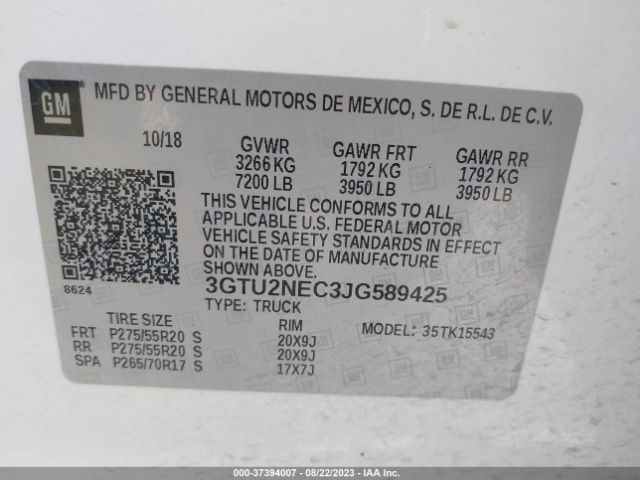 GM
MFD BY GENERAL MOTORS DE MEXICO, S. DE R.L. DE C.V.
10/18 GVWR GAWR FRT GAWR RR
3266 KG 1792 KG 1792 KG
7200 LB 3950 LB 3950 LB
THIS VEHICLE CONFORMS TO ALL
APPLICABLE U.S. FEDERAL MOTOR
VEHICLE SAFETY STANDARDS IN EFFECT
ON THE DATE OF MANUFACTURE
SHOWN ABOVE.
8624 3GTU2NEC3JG589425
TYPE: TRUCK
TIRE SIZE RIM MODEL: 35TK15543
FRT P275/55R20 S 20X9J
RR P275/55R20 S 20X9J
SPA P265/70R17 S 17X7J
000-37394007 - 08/22/2023 - IAA Inc.